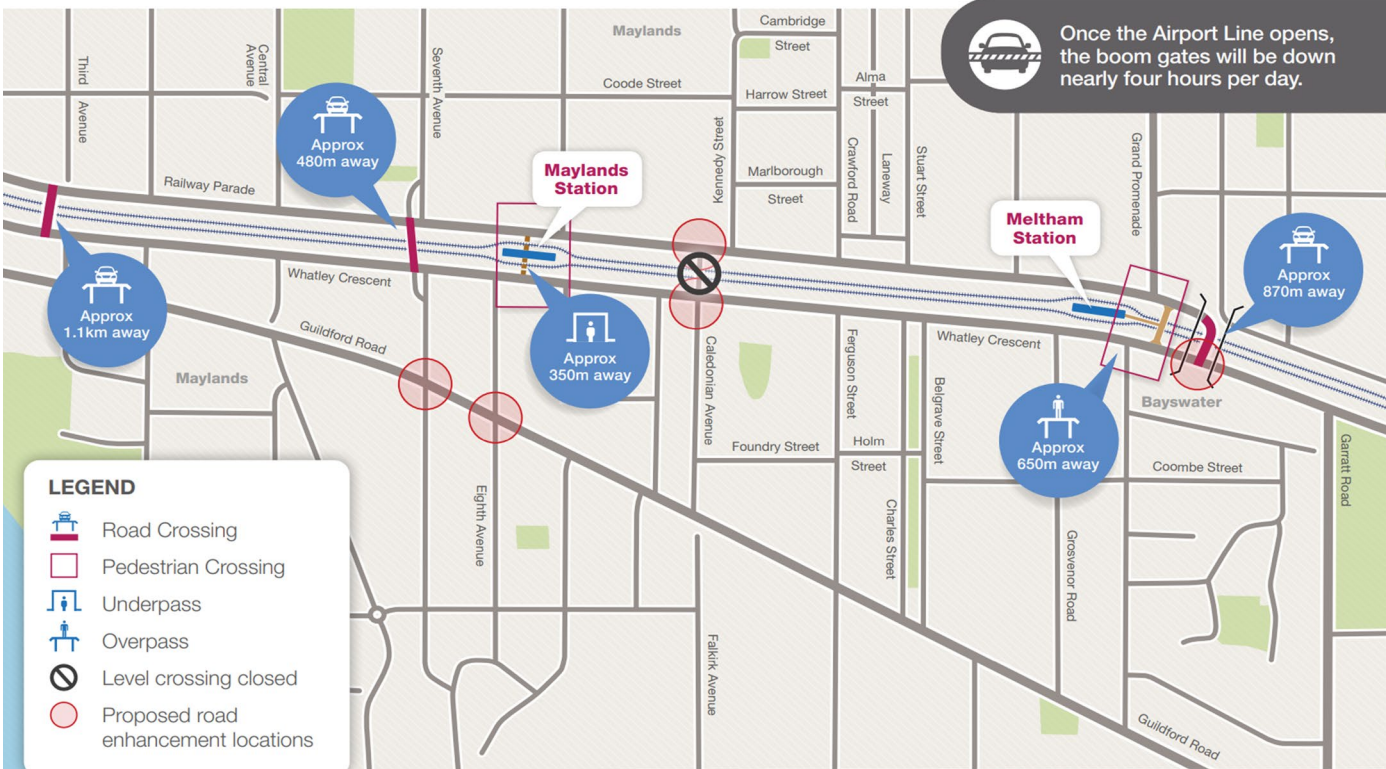 Once the Airport Line opens,
the boom gates will be down
nearly four hours per day.
Maylands
Cambridge
Street
Third
Avenue
Central
Avenue
Seventh Avenue
Coode Street
Harrow Street
Alma
Street
Kennedy Street
Marlborough
Street
Crawford Road
Laneway
Stuart Street
Grand Promenade
Approx
480m away
Railway Parade
Maylands
Station
Meltham
Station
Approx
870m away
Approx
1.1km away
Whatley Crescent
Guildford Road
Approx
350m away
Whatley Crescent
Maylands
Caledonian Avenue
Ferguson Street
Belgrave Street
Bayswater
Approx
650m away
Foundry Street
Holm
Street
Coombe Street
Garratt Road
Eighth Avenue
Charles Street
Grosvenor Road
Falkirk Avenue
Guildford Road
LEGEND
Road Crossing
Pedestrian Crossing
Underpass
Overpass
Level crossing closed
Proposed road
enhancement locations